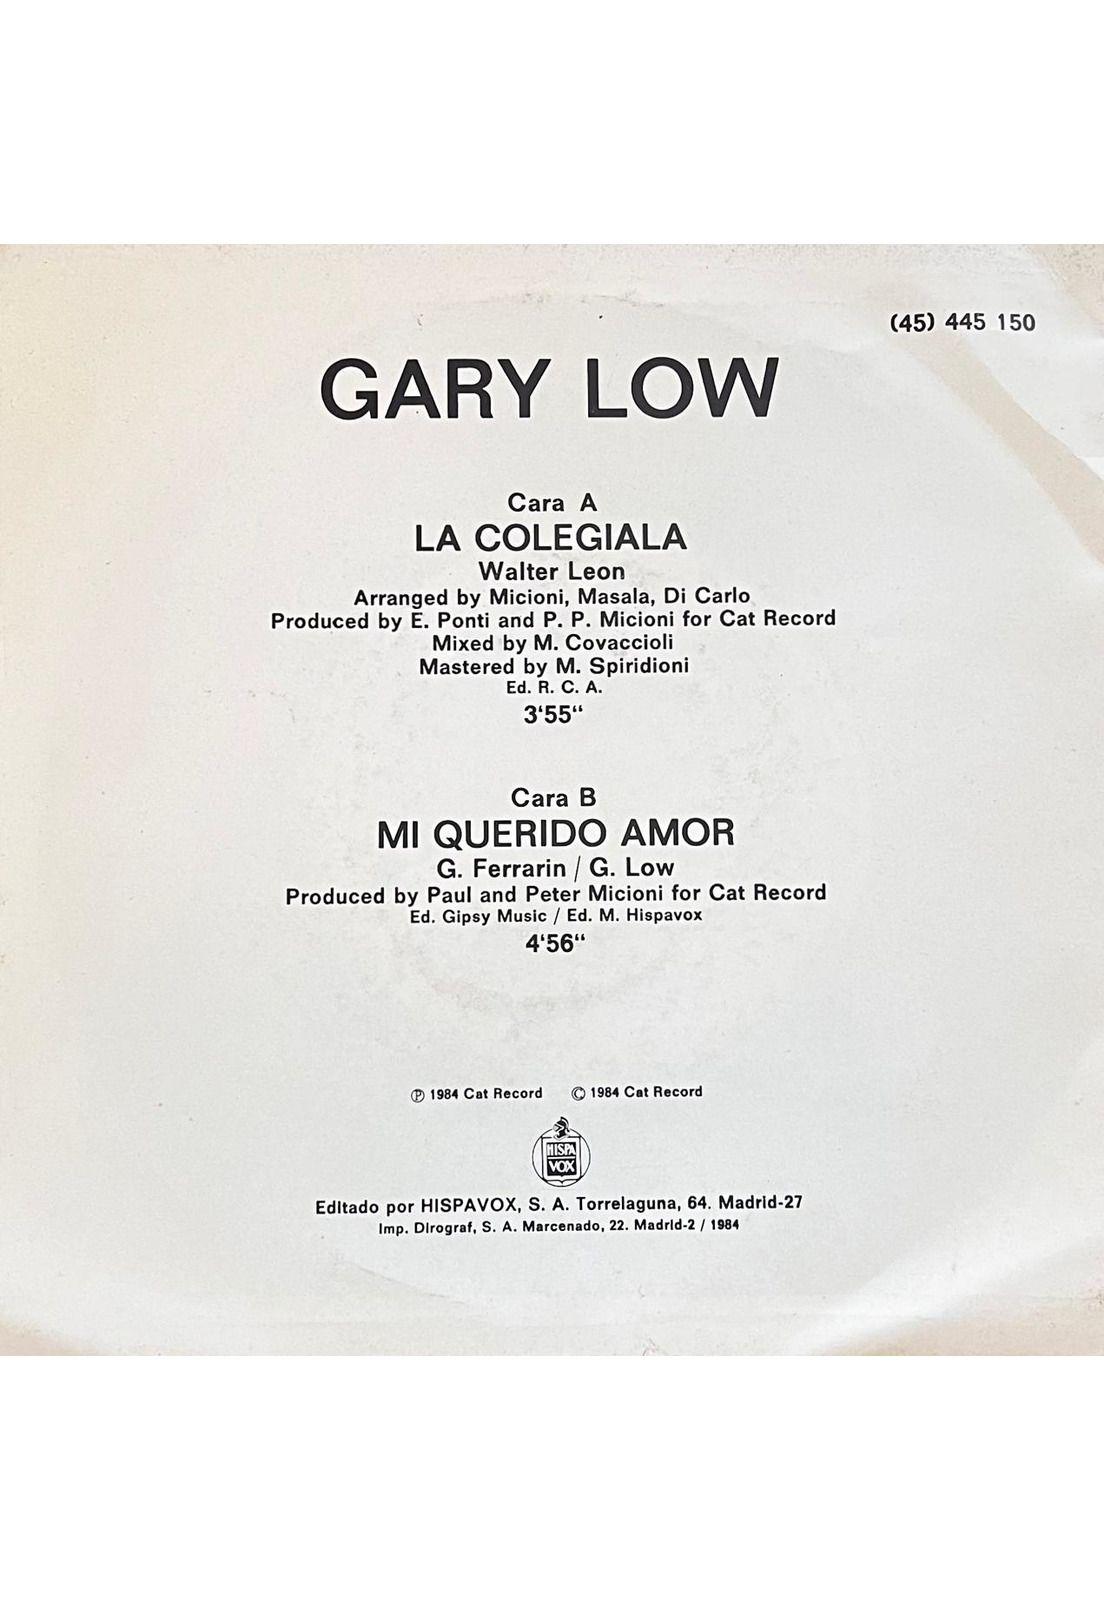 (45) 445 150
GARY LOW
Cara A
LA COLEGIALA
Walter Leon
Arranged by Micioni, Masala, Di Carlo
Produced by E. Ponti and P. P. Micioni for Cat Record
Mixed by M. Covaccioli
Mastered by M. Spiridioni
Ed. R. C. A.
3‘55“
Cara B
MI QUERIDO AMOR
G. Ferrarin / G. Low
Produced by Paul and Peter Micioni for Cat Record
Ed. Gipsy Music / Ed. M. Hispavox
4‘56“
℗ 1984 Cat Record © 1984 Cat Record
HISPA
VOX
Editado por HISPAVOX, S. A. Torrelaguna, 64. Madrid-27
Imp. Dirograf, S. A. Marcenado, 22. Madrid-2 / 1984